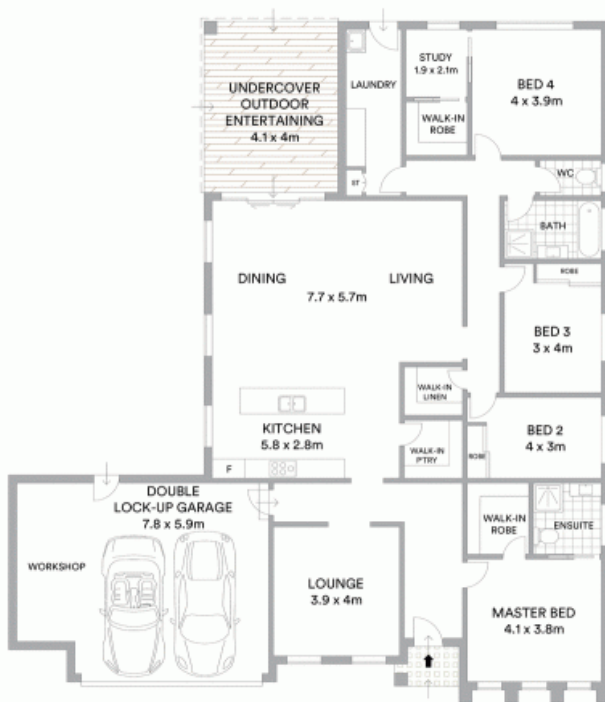 STUDY
1.9 x 2.1m
BED 4
4 x 3.9m
LAUNDRY
UNDERCOVER
OUTDOOR
ENTERTAINING
4.1 x 4m
WALK-IN
ROBE
ST
WC
BATH
DINING
LIVING
7.7 x 5.7m
ROBE
BED 3
3 x 4m
WALK-IN
LINEN
KITCHEN
5.8 x 2.8m
WALK-IN
PTRY
BED 2
4 x 3m
ROBE
F
DOUBLE
LOCK-UP GARAGE
7.8 x 5.9m
WORKSHOP
WALK-IN
ROBE
ENSUITE
LOUNGE
3.9 x 4m
MASTER BED
4.1 x 3.8m